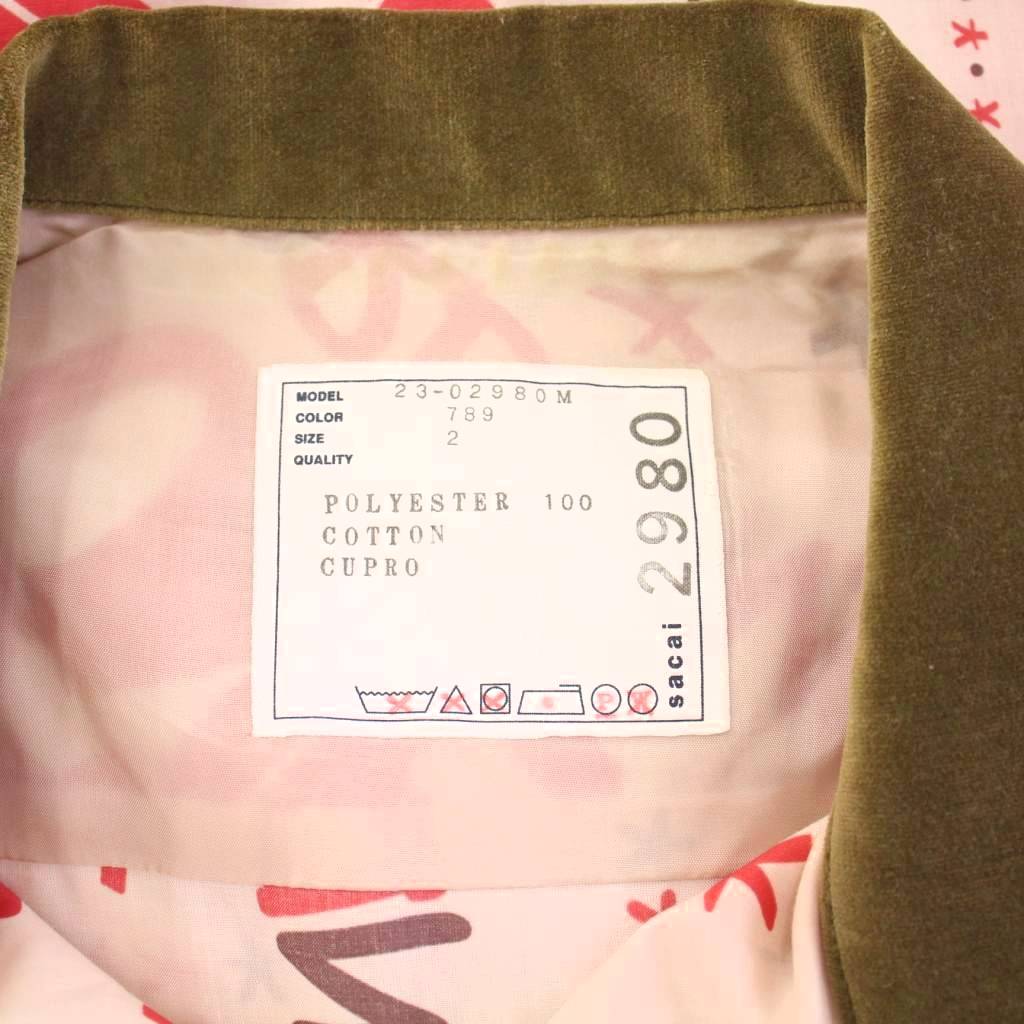 MODEL 23-02980M
COLOR 789
SIZE 2
QUALITY
POLYESTER 100
COTTON
CUPRO
P W
sacai 2980